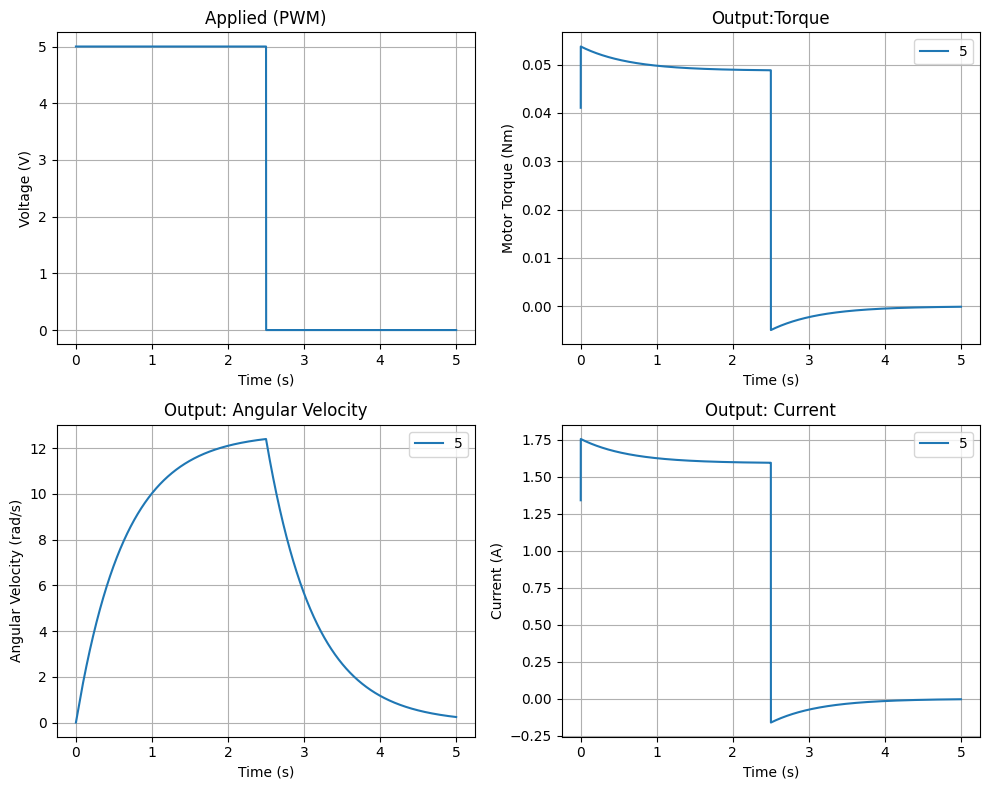 Applied (PWM)
Voltage (V)
5
4
3
2
1
0
0 1 2 3 4 5
Time (s)
Output:Torque
Motor Torque (Nm)
5
0.05
0.04
0.03
0.02
0.01
0.00
0 1 2 3 4 5
Time (s)
Output: Angular Velocity
Angular Velocity (rad/s)
5
12
10
8
6
4
2
0
0 1 2 3 4 5
Time (s)
Output: Current
Current (A)
5
1.75
1.50
1.25
1.00
0.75
0.50
0.25
0.00
−0.25
0 1 2 3 4 5
Time (s)